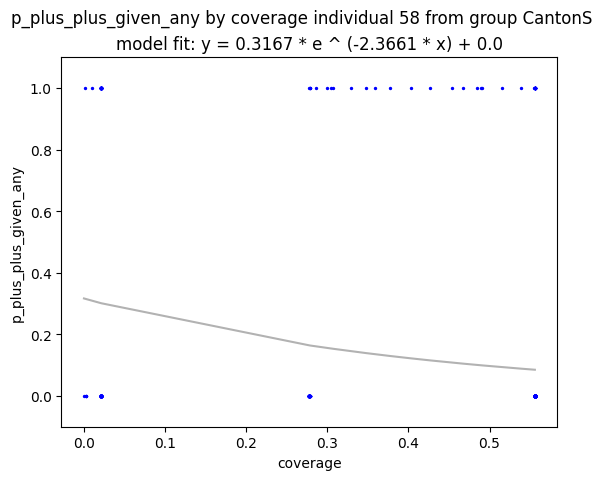 p_plus_plus_given_any by coverage individual 58 from group CantonS
model fit: y = 0.3167 * e ^ (-2.3661 * x) + 0.0
1.0
0.8
0.6
0.4
0.2
0.0
p_plus_plus_given_any
0.0 0.1 0.2 0.3 0.4 0.5
coverage